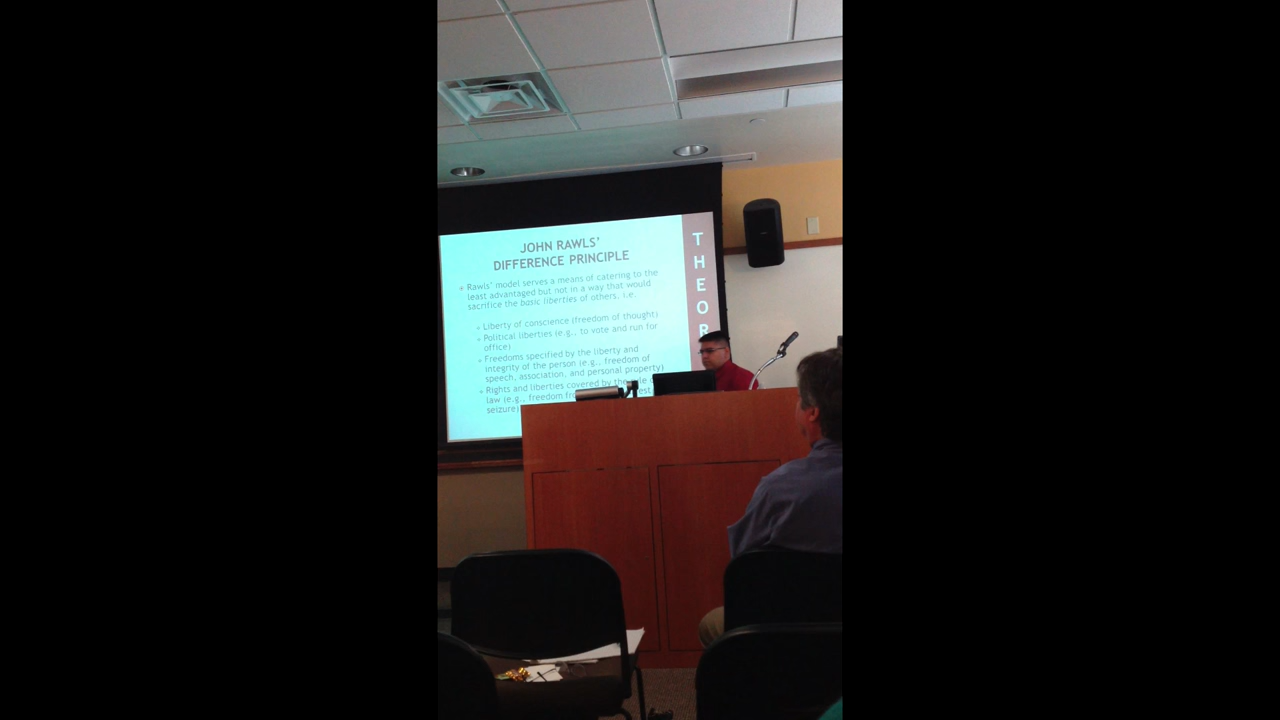 JOHN RAWLS'
DIFFERENCE PRINCIPLE
Rawls' model serves a means of catering to the
least advantaged but not in a way that would
sacrifice the basic liberties of others, i.e.
Liberty of conscience (freedom of thought)
Political liberties (e.g., to vote and run for
office)
Freedoms specified by the liberty and
integrity of the person (e.g., freedom of
speech, association, and personal property)
Rights and liberties covered by the
law (e.g., freedom
seizure)
THEOR